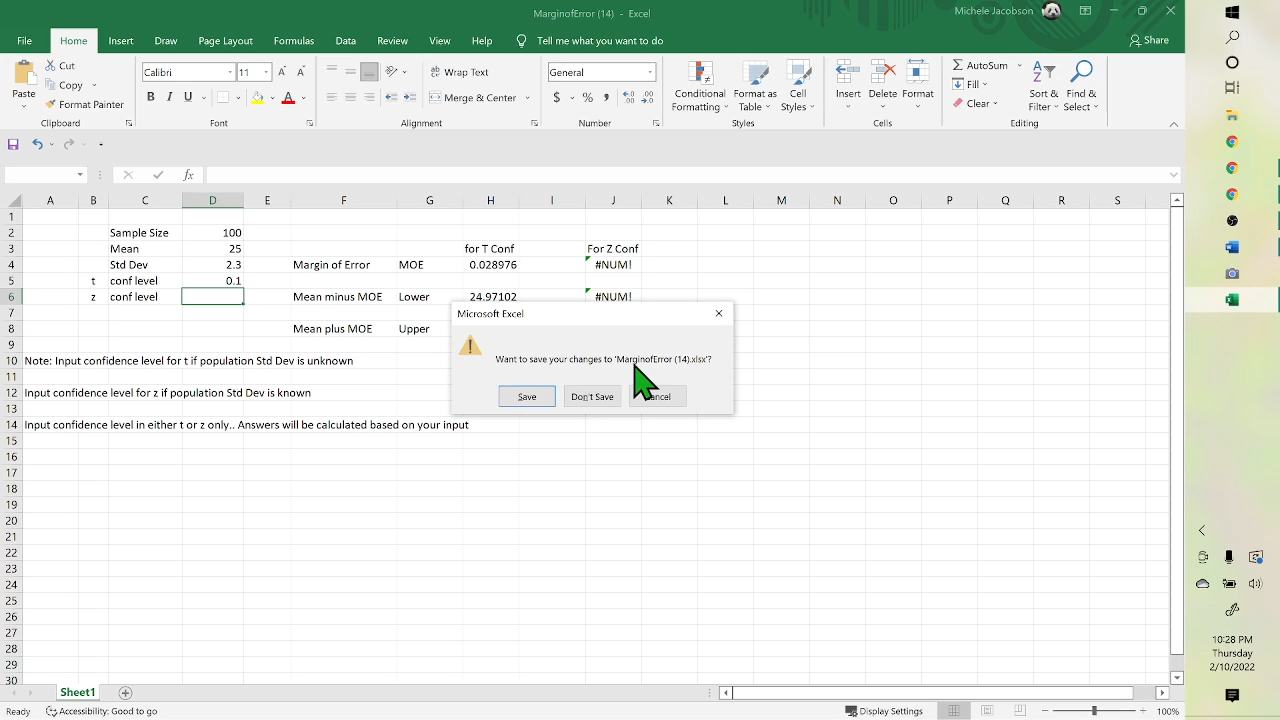 MarginofError (14) - Excel
Michele Jacobson
File Home Insert Draw Page Layout Formulas Data Review View Help Tell me what you want to do Share
Paste
Cut
Copy
Format Painter
Clipboard
Calibri 11
B I U A
Font
Wrap Text
Merge & Center
Alignment
General
$ % ,
Number
Conditional Formatting
Format as Table
Cell Styles
Styles
Insert Delete Format
Cells
AutoSum
Fill
Clear
Sort & Filter
Find & Select
Editing
fx
A B C D E F G H I J K L M N O P Q R S
1
2 Sample Size 100
3 Mean 25 for T Conf For Z Conf
4 Std Dev 2.3 Margin of Error MOE 0.028976 #NUM!
5 t conf level 0.1
6 z conf level Mean minus MOE Lower 24.97102 #NUM!
7
8 Mean plus MOE Upper
9
10 Note: Input confidence level for t if population Std Dev is unknown
11
12 Input confidence level for z if population Std Dev is known
13
14 Input confidence level in either t or z only.. Answers will be calculated based on your input
15
16
17
18
19
20
21
22
23
24
25
26
27
28
29
30
Microsoft Excel
Want to save your changes to 'MarginofError (14).xlsx'?
Save Don't Save
Sheet1
Ready Accessibility: Good to go Display Settings 100%
10:28 PM
Thursday
2/10/2022